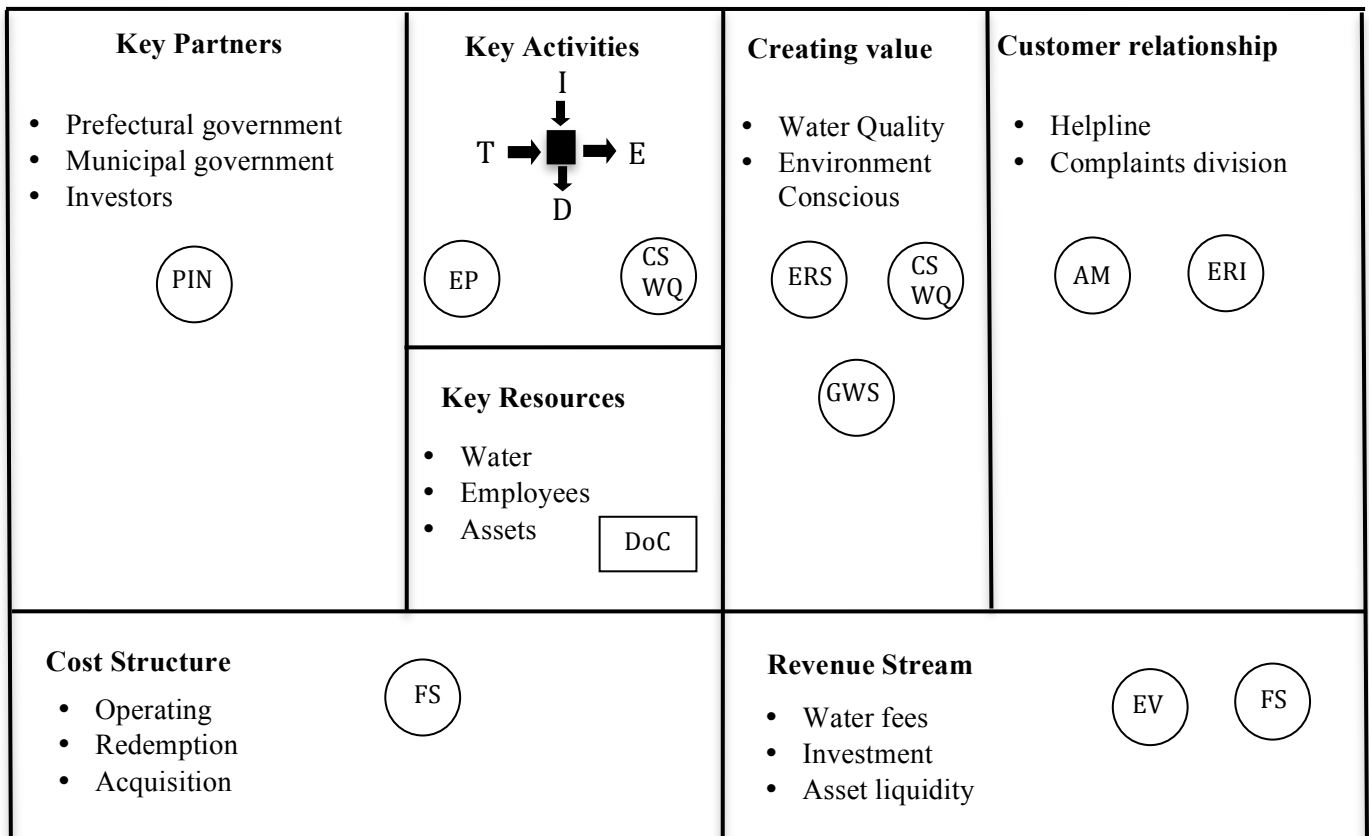 Key Partners
• Prefectural government
• Municipal government
• Investors
PIN
Key Activities
I
T
E
D
EP
CS
WQ
Key Resources
• Water
• Employees
• Assets
DoC
Creating value
• Water Quality
• Environment
Conscious
ERS
CS
WQ
GWS
Customer relationship
• Helpline
• Complaints division
AM
ERI
Cost Structure
• Operating
• Redemption
• Acquisition
FS
Revenue Stream
• Water fees
• Investment
• Asset liquidity
EV
FS